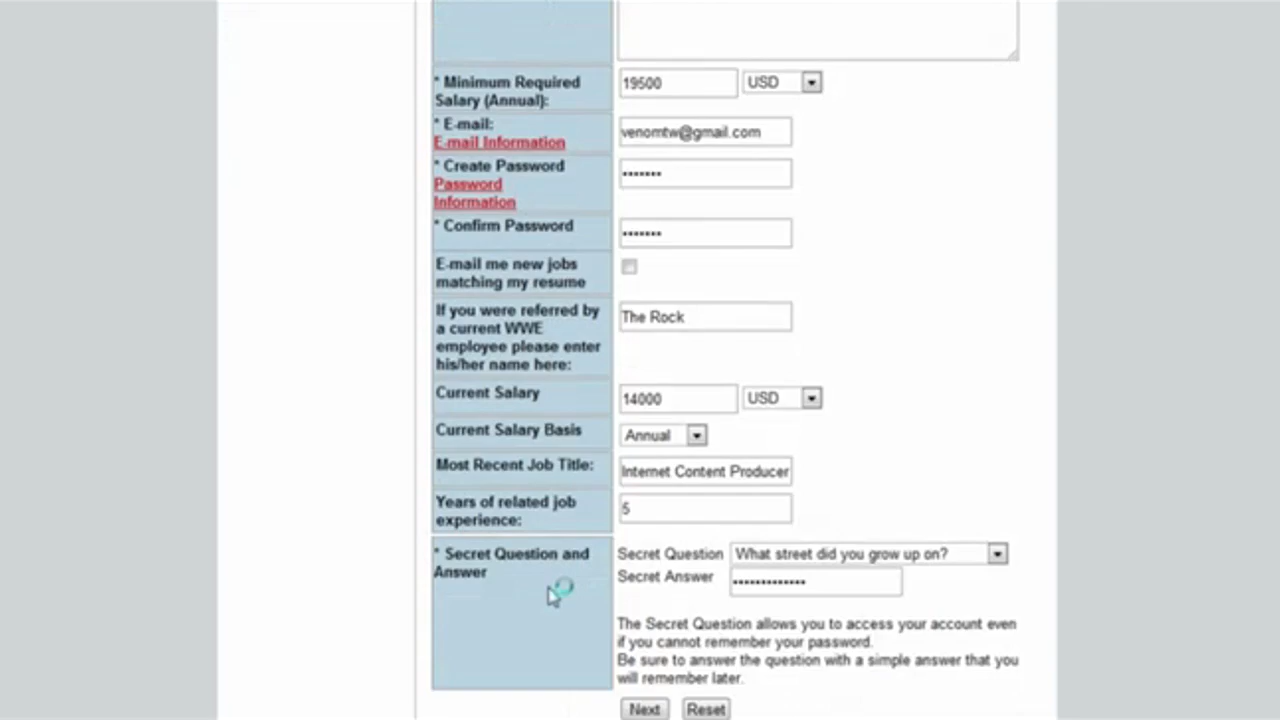 * Minimum Required
Salary (Annual):
19500
USD
* E-mail:
E-mail Information
venomtw@gmail.com
* Create Password
Password
Information
•••••••
* Confirm Password
•••••••
E-mail me new jobs
matching my resume
If you were referred by
a current WWE
employee please enter
his/her name here:
The Rock
Current Salary
14000
USD
Current Salary Basis
Annual
Most Recent Job Title:
Internet Content Producer
Years of related job
experience:
5
* Secret Question and
Answer
Secret Question
What street did you grow up on?
Secret Answer
•••••••••••••
The Secret Question allows you to access your account even
if you cannot remember your password.
Be sure to answer the question with a simple answer that you
will remember later.
Next
Reset